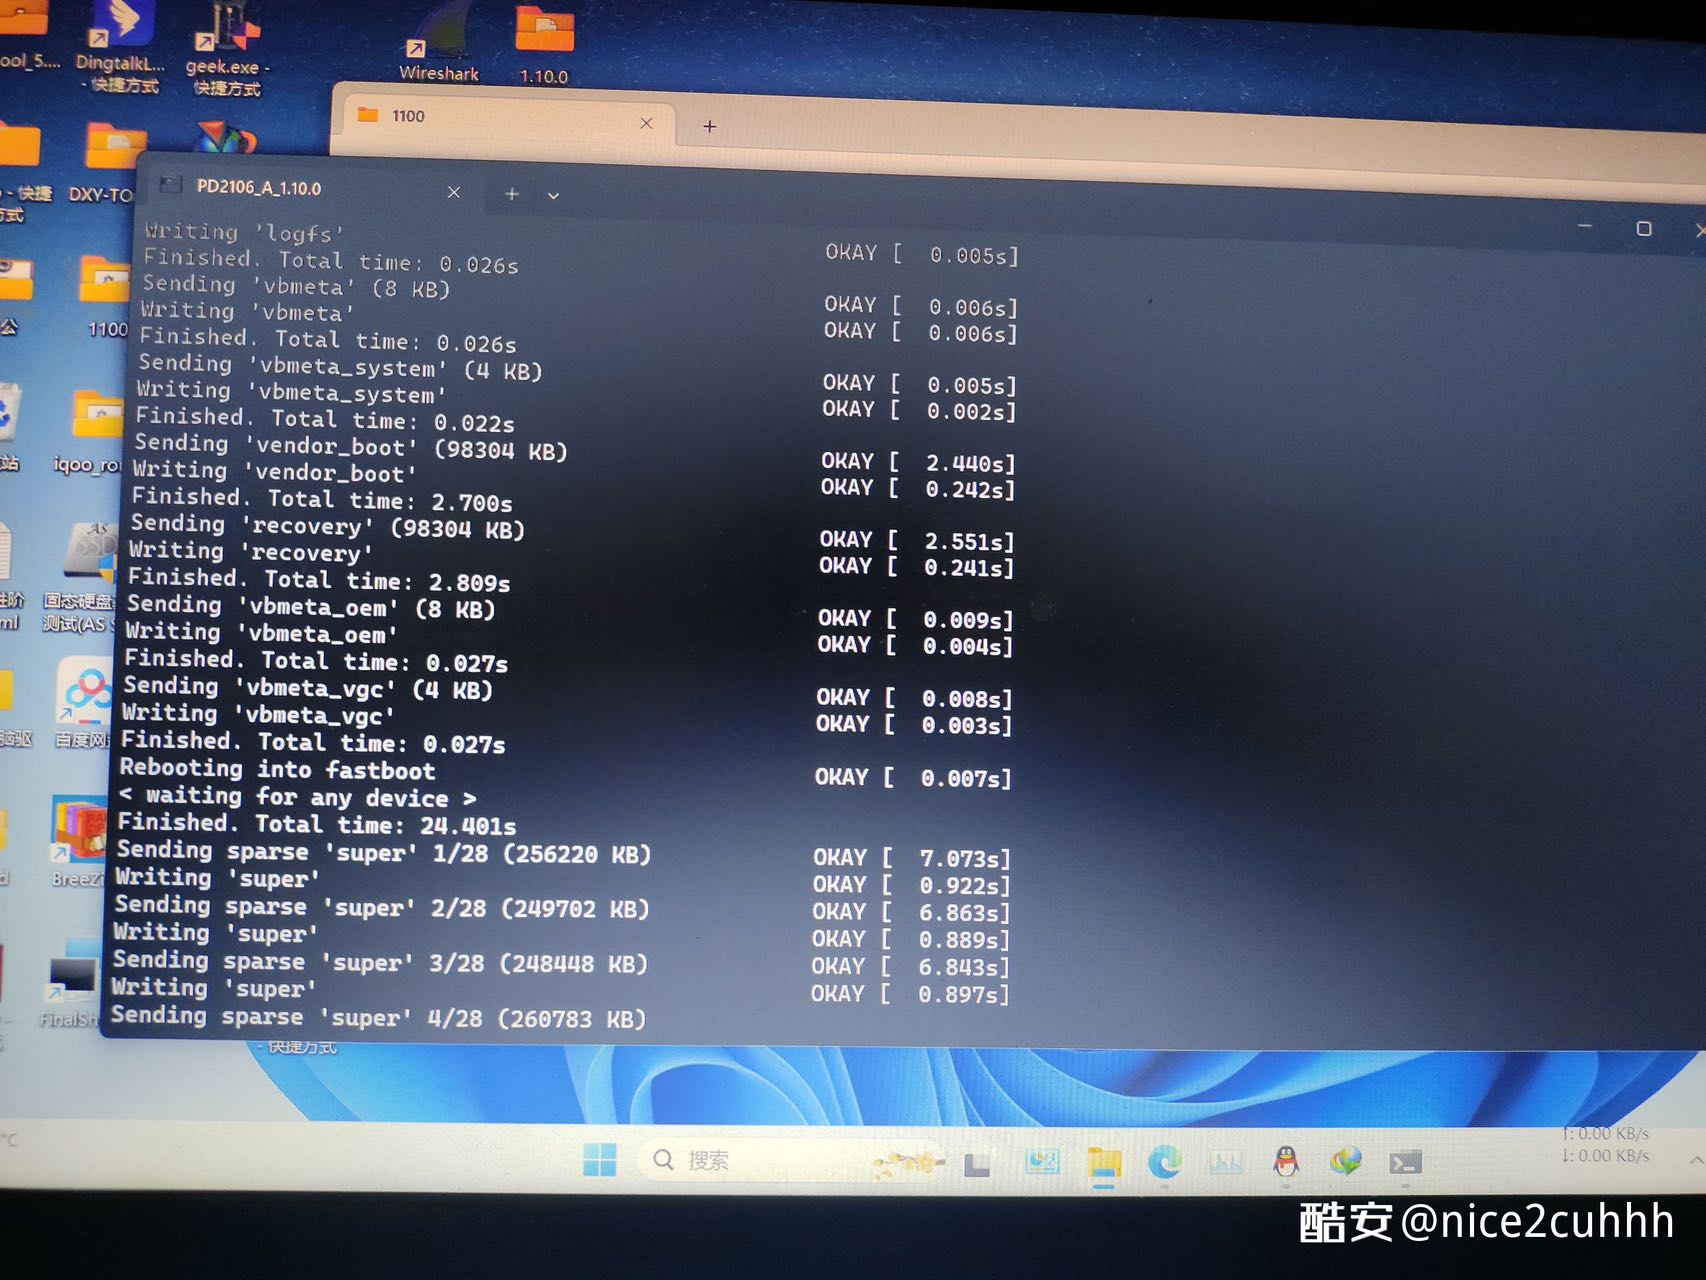 ool_5....
DingtalkL...
- 快捷方式
geek.exe -
快捷方式
Wireshark
1.10.0
1100
- 快捷
方式
DXY-TO
PD2106_A_1.10.0
Writing 'logfs' OKAY [ 0.005s]
Finished. Total time: 0.026s
Sending 'vbmeta' (8 KB) OKAY [ 0.006s]
Writing 'vbmeta' OKAY [ 0.006s]
Finished. Total time: 0.026s
Sending 'vbmeta_system' (4 KB) OKAY [ 0.005s]
Writing 'vbmeta_system' OKAY [ 0.002s]
Finished. Total time: 0.022s
Sending 'vendor_boot' (98304 KB) OKAY [ 2.440s]
Writing 'vendor_boot' OKAY [ 0.242s]
Finished. Total time: 2.700s
Sending 'recovery' (98304 KB) OKAY [ 2.551s]
Writing 'recovery' OKAY [ 0.241s]
Finished. Total time: 2.809s
Sending 'vbmeta_oem' (8 KB) OKAY [ 0.009s]
Writing 'vbmeta_oem' OKAY [ 0.004s]
Finished. Total time: 0.027s
Sending 'vbmeta_vgc' (4 KB) OKAY [ 0.008s]
Writing 'vbmeta_vgc' OKAY [ 0.003s]
Finished. Total time: 0.027s
Rebooting into fastboot OKAY [ 0.007s]
< waiting for any device >
Finished. Total time: 24.401s
Sending sparse 'super' 1/28 (256220 KB) OKAY [ 7.073s]
Writing 'super' OKAY [ 0.922s]
Sending sparse 'super' 2/28 (249702 KB) OKAY [ 6.863s]
Writing 'super' OKAY [ 0.889s]
Sending sparse 'super' 3/28 (248448 KB) OKAY [ 6.843s]
Writing 'super' OKAY [ 0.897s]
Sending sparse 'super' 4/28 (260783 KB)
公
1100
站
iqoo_ro
AS
SSD
固态硬盘
测试(AS S
百度网
BreeZi
FinalSh
- 快捷方式
°C
搜索
↑: 0.00 KB/s
↓: 0.00 KB/s
酷安@nice2cuhhh